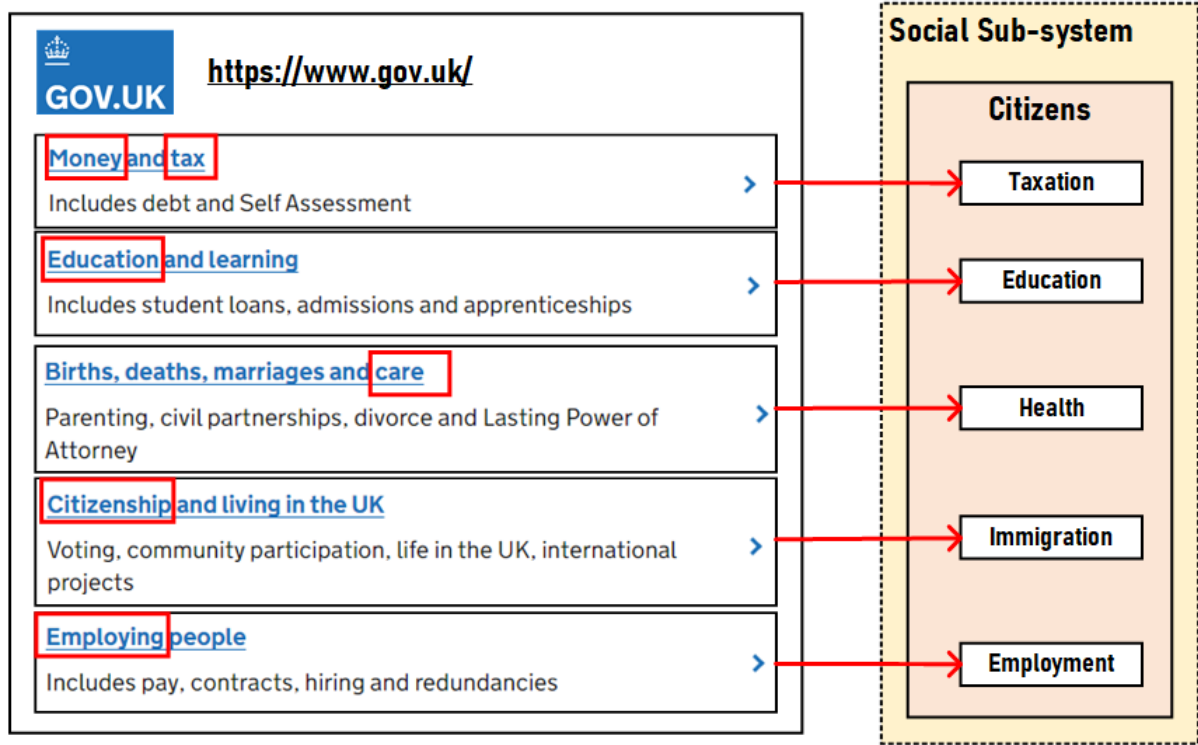 GOV.UK
https://www.gov.uk/
Money and tax
Includes debt and Self Assessment
Education and learning
Includes student loans, admissions and apprenticeships
Births, deaths, marriages and care
Parenting, civil partnerships, divorce and Lasting Power of
Attorney
Citizenship and living in the UK
Voting, community participation, life in the UK, international
projects
Employing people
Includes pay, contracts, hiring and redundancies
Social Sub-system
Citizens
Taxation
Education
Health
Immigration
Employment